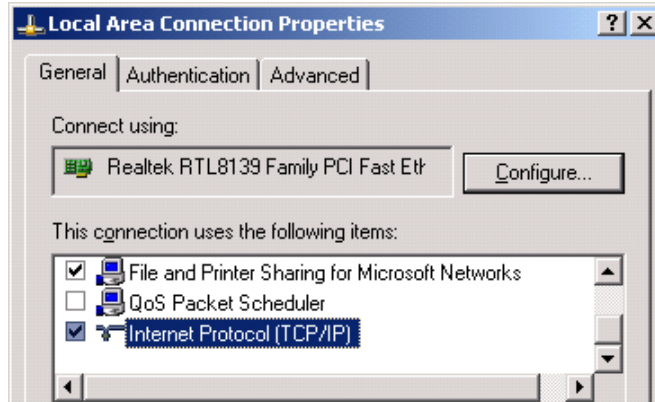 Local Area Connection Properties
General Authentication Advanced
Connect using:
Realtek RTL8139 Family PCI Fast Eth
Configure...
This connection uses the following items:
File and Printer Sharing for Microsoft Networks
QoS Packet Scheduler
Internet Protocol (TCP/IP)